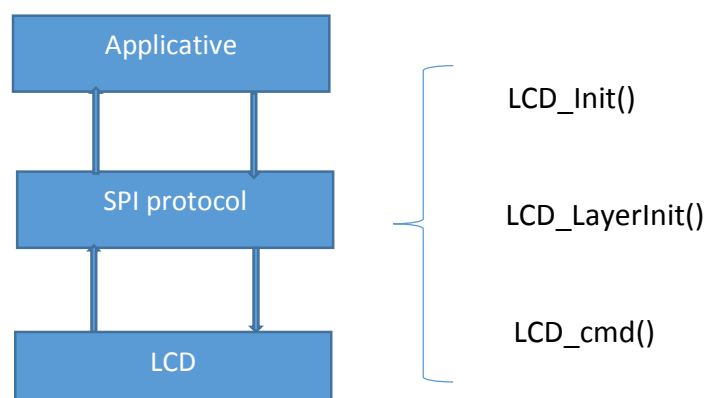 Applicative
SPI protocol
LCD
LCD_Init()
LCD_LayerInit()
LCD_cmd()